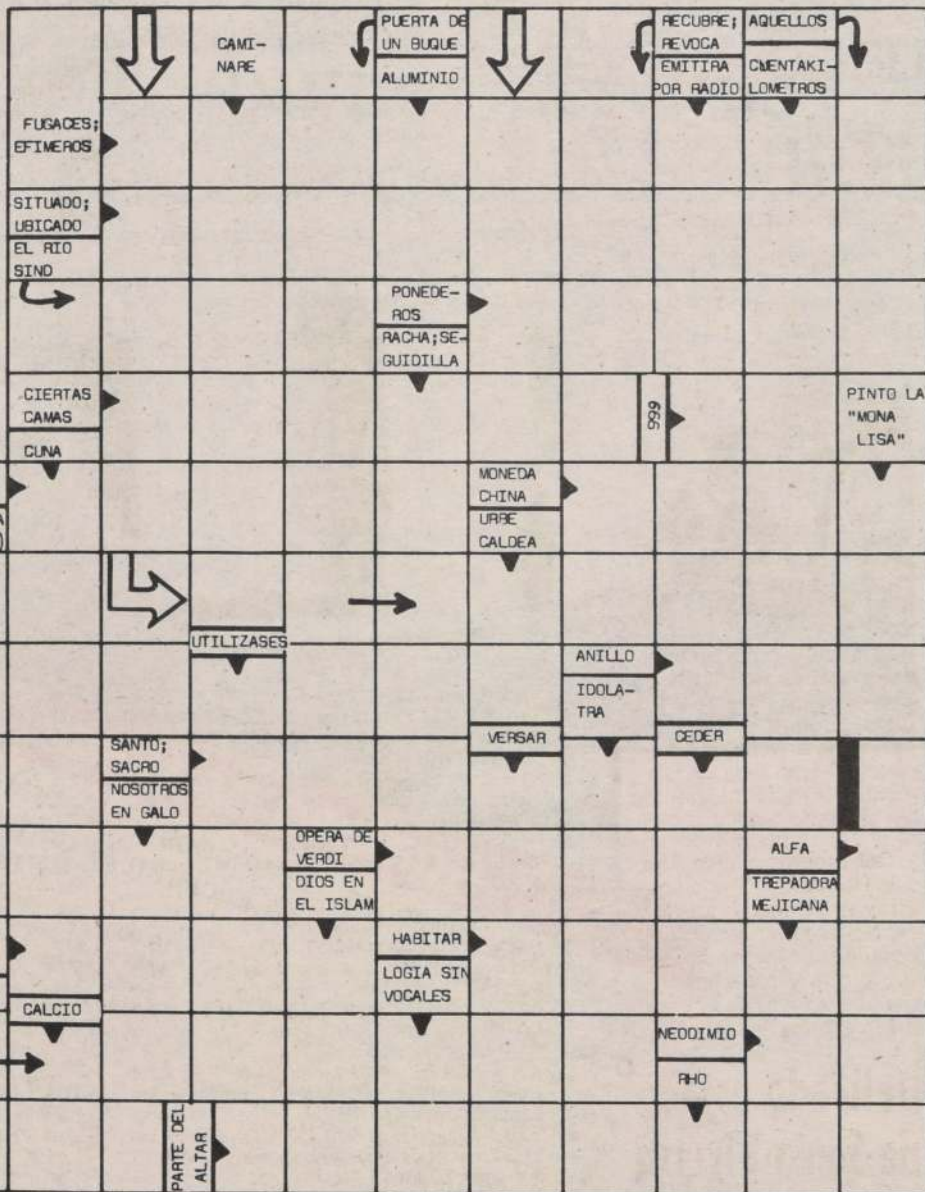 CAMI-
NARE
PUERTA DE
UN BUQUE
ALUMINIO
RECUBRE;
REVOCA
EMITIRA
POR RADIO
AQUELLOS
CMENTAKI-
LOMETROS
FUGACES;
EFIMEROS
SITUADO;
UBICADO
EL RIO
SIND
PONEDE-
ROS
RACHA;SE-
GUIDILLA
CIERTAS
CAMAS
CUNA
999
PINTO LA
"MONA
LISA"
MONEDA
CHINA
URBE
CALDEA
UTILIZASES
ANILLO
IDOLA-
TRA
VERSAR
CEDER
SANTO;
SACRO
NOSOTROS
EN GALO
OPERA DE
VERDI
DIOS EN
EL ISLAM
ALFA
TREPADORA
MEJICANA
HABITAR
LOGIA SIN
VOCALES
CALCIO
NEODIMIO
RHO
PARTE DEL
ALTAR